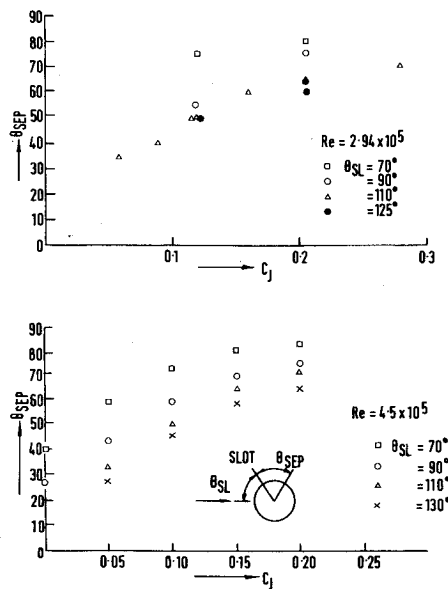 80
70
60
50
40
30
20
10
0
θSEP
0.1
0.2
0.3
CJ
Re = 2·94 x 10⁵
□ θSL = 70°
○ = 90°
△ = 110°
● = 125°
90
80
70
60
50
40
30
20
10
0
θSEP
0·05
0·10
0·15
0·20
0·25
CJ
Re = 4·5 x 10⁵
□ θSL = 70°
○ = 90°
△ = 110°
× = 130°
SLOT
θSEP
θSL